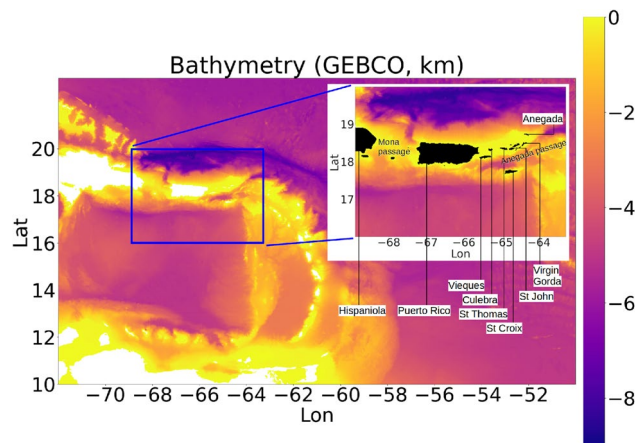 Bathymetry (GEBCO, km)
0
−2
−4
−6
−8
20
18
16
14
12
10
Lat
−70
−68
−66
−64
−62
−60
−58
−56
−54
−52
Lon
19
18
17
Lat
−68
−67
−66
−65
−64
Lon
Mona
passage
Anegada
Anegada passage
Hispaniola
Puerto Rico
Vieques
Culebra
St Thomas
St Croix
St John
Virgin
Gorda